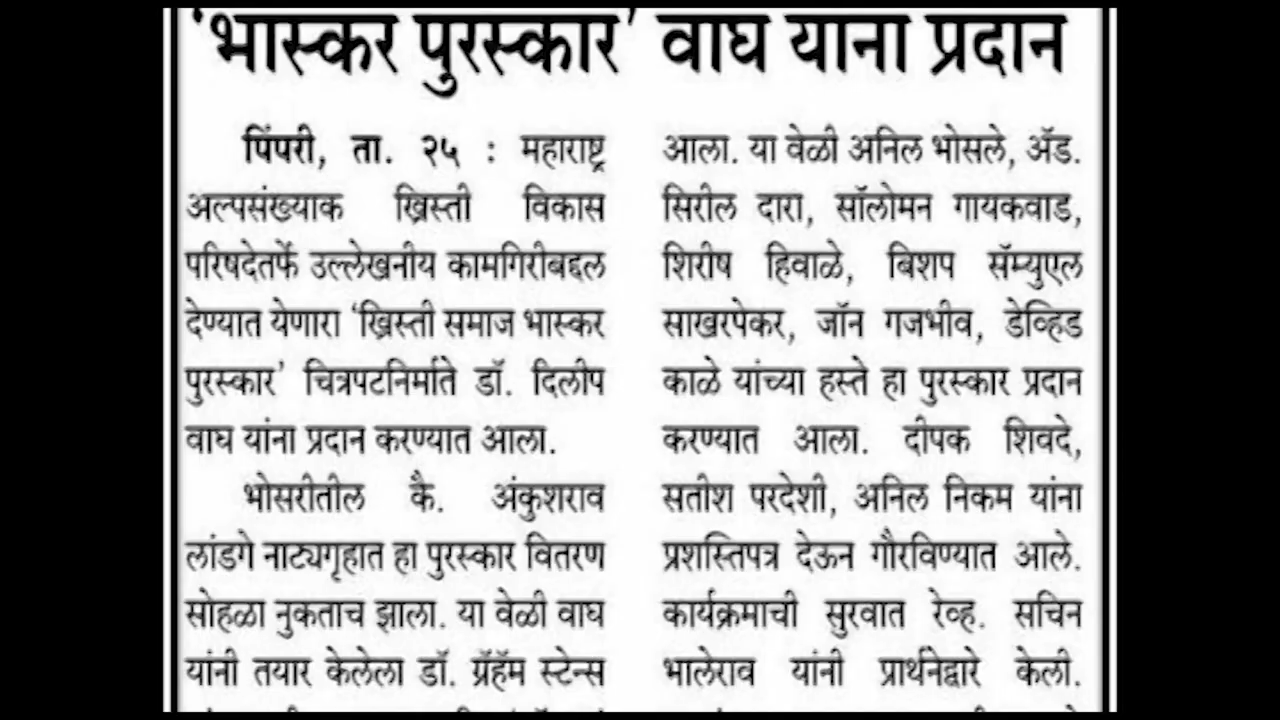 ‘भास्कर पुरस्कार’ वाघ यांना प्रदान
पिंपरी, ता. २५ : महाराष्ट्र
अल्पसंख्याक ख्रिस्ती विकास
परिषदेतर्फे उल्लेखनीय कामगिरीबद्दल
देण्यात येणारा ‘ख्रिस्ती समाज भास्कर
पुरस्कार’ चित्रपटनिर्माते डॉ. दिलीप
वाघ यांना प्रदान करण्यात आला.
भोसरीतील कै. अंकुशराव
लांडगे नाट्यगृहात हा पुरस्कार वितरण
सोहळा नुकताच झाला. या वेळी वाघ
यांनी तयार केलेला डॉ. ग्रॅहॅम स्टेन्स
आला. या वेळी अनिल भोसले, ॲड.
सिरील दारा, सॉलोमन गायकवाड,
शिरीष हिवाळे, बिशप सॅम्युएल
साखरपेकर, जॉन गजभीव, डेव्हिड
काळे यांच्या हस्ते हा पुरस्कार प्रदान
करण्यात आला. दीपक शिवदे,
सतीश परदेशी, अनिल निकम यांना
प्रशस्तिपत्र देऊन गौरविण्यात आले.
कार्यक्रमाची सुरवात रेव्ह. सचिन
भालेराव यांनी प्रार्थनेद्वारे केली.